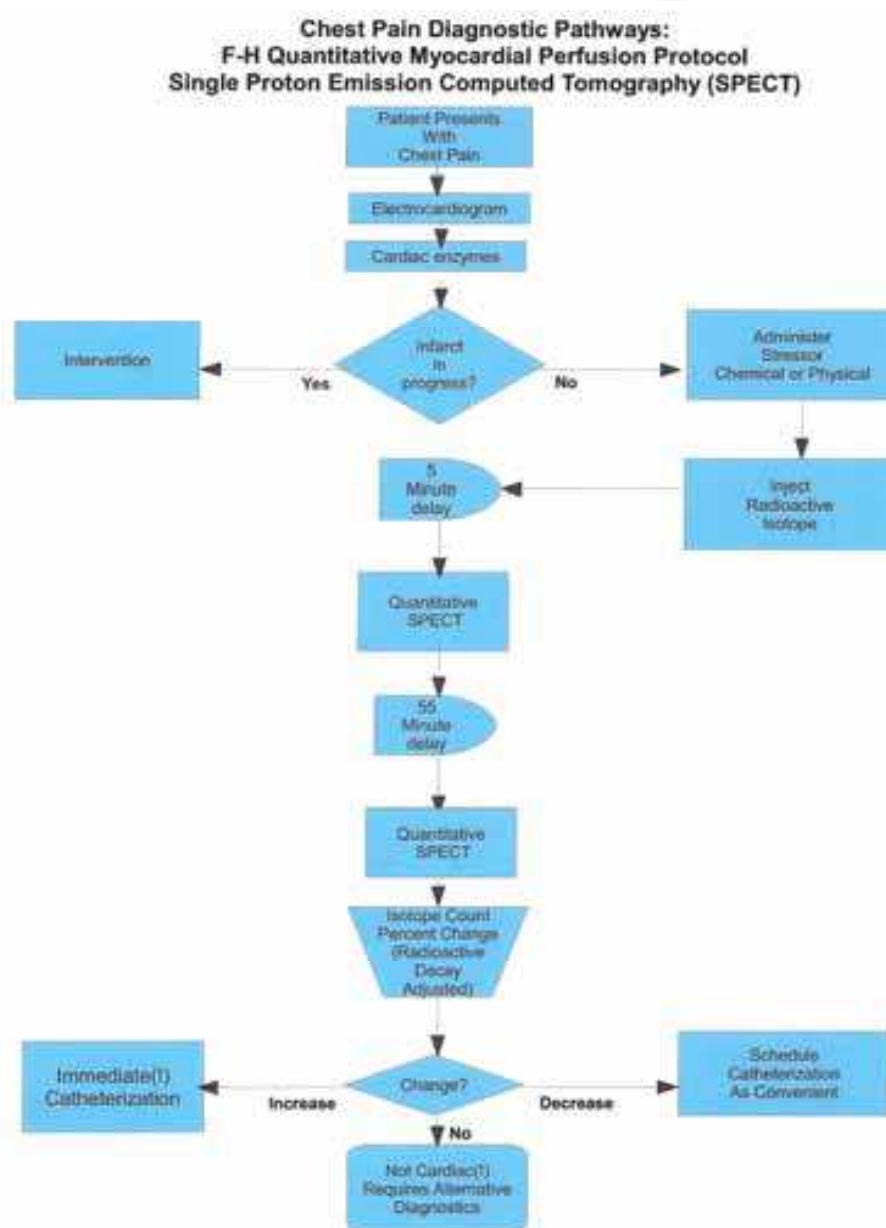 Chest Pain Diagnostic Pathways:
F-H Quantitative Myocardial Perfusion Protocol
Single Proton Emission Computed Tomography (SPECT)
Patient Presents
With
Chest Pain
Electrocardiogram
Cardiac enzymes
Infarct
in
progress?
Yes
No
Intervention
Administer
Stressor
Chemical or Physical
Inject
Radioactive
Isotope
5
Minute
delay
Quantitative
SPECT
55
Minute
delay
Quantitative
SPECT
Isotope Count
Percent Change
(Radioactive
Decay
Adjusted)
Change?
Increase
Decrease
No
Immediate(!)
Catheterization
Schedule
Catheterization
As Convenient
Not Cardiac(!)
Requires Alternative
Diagnostics